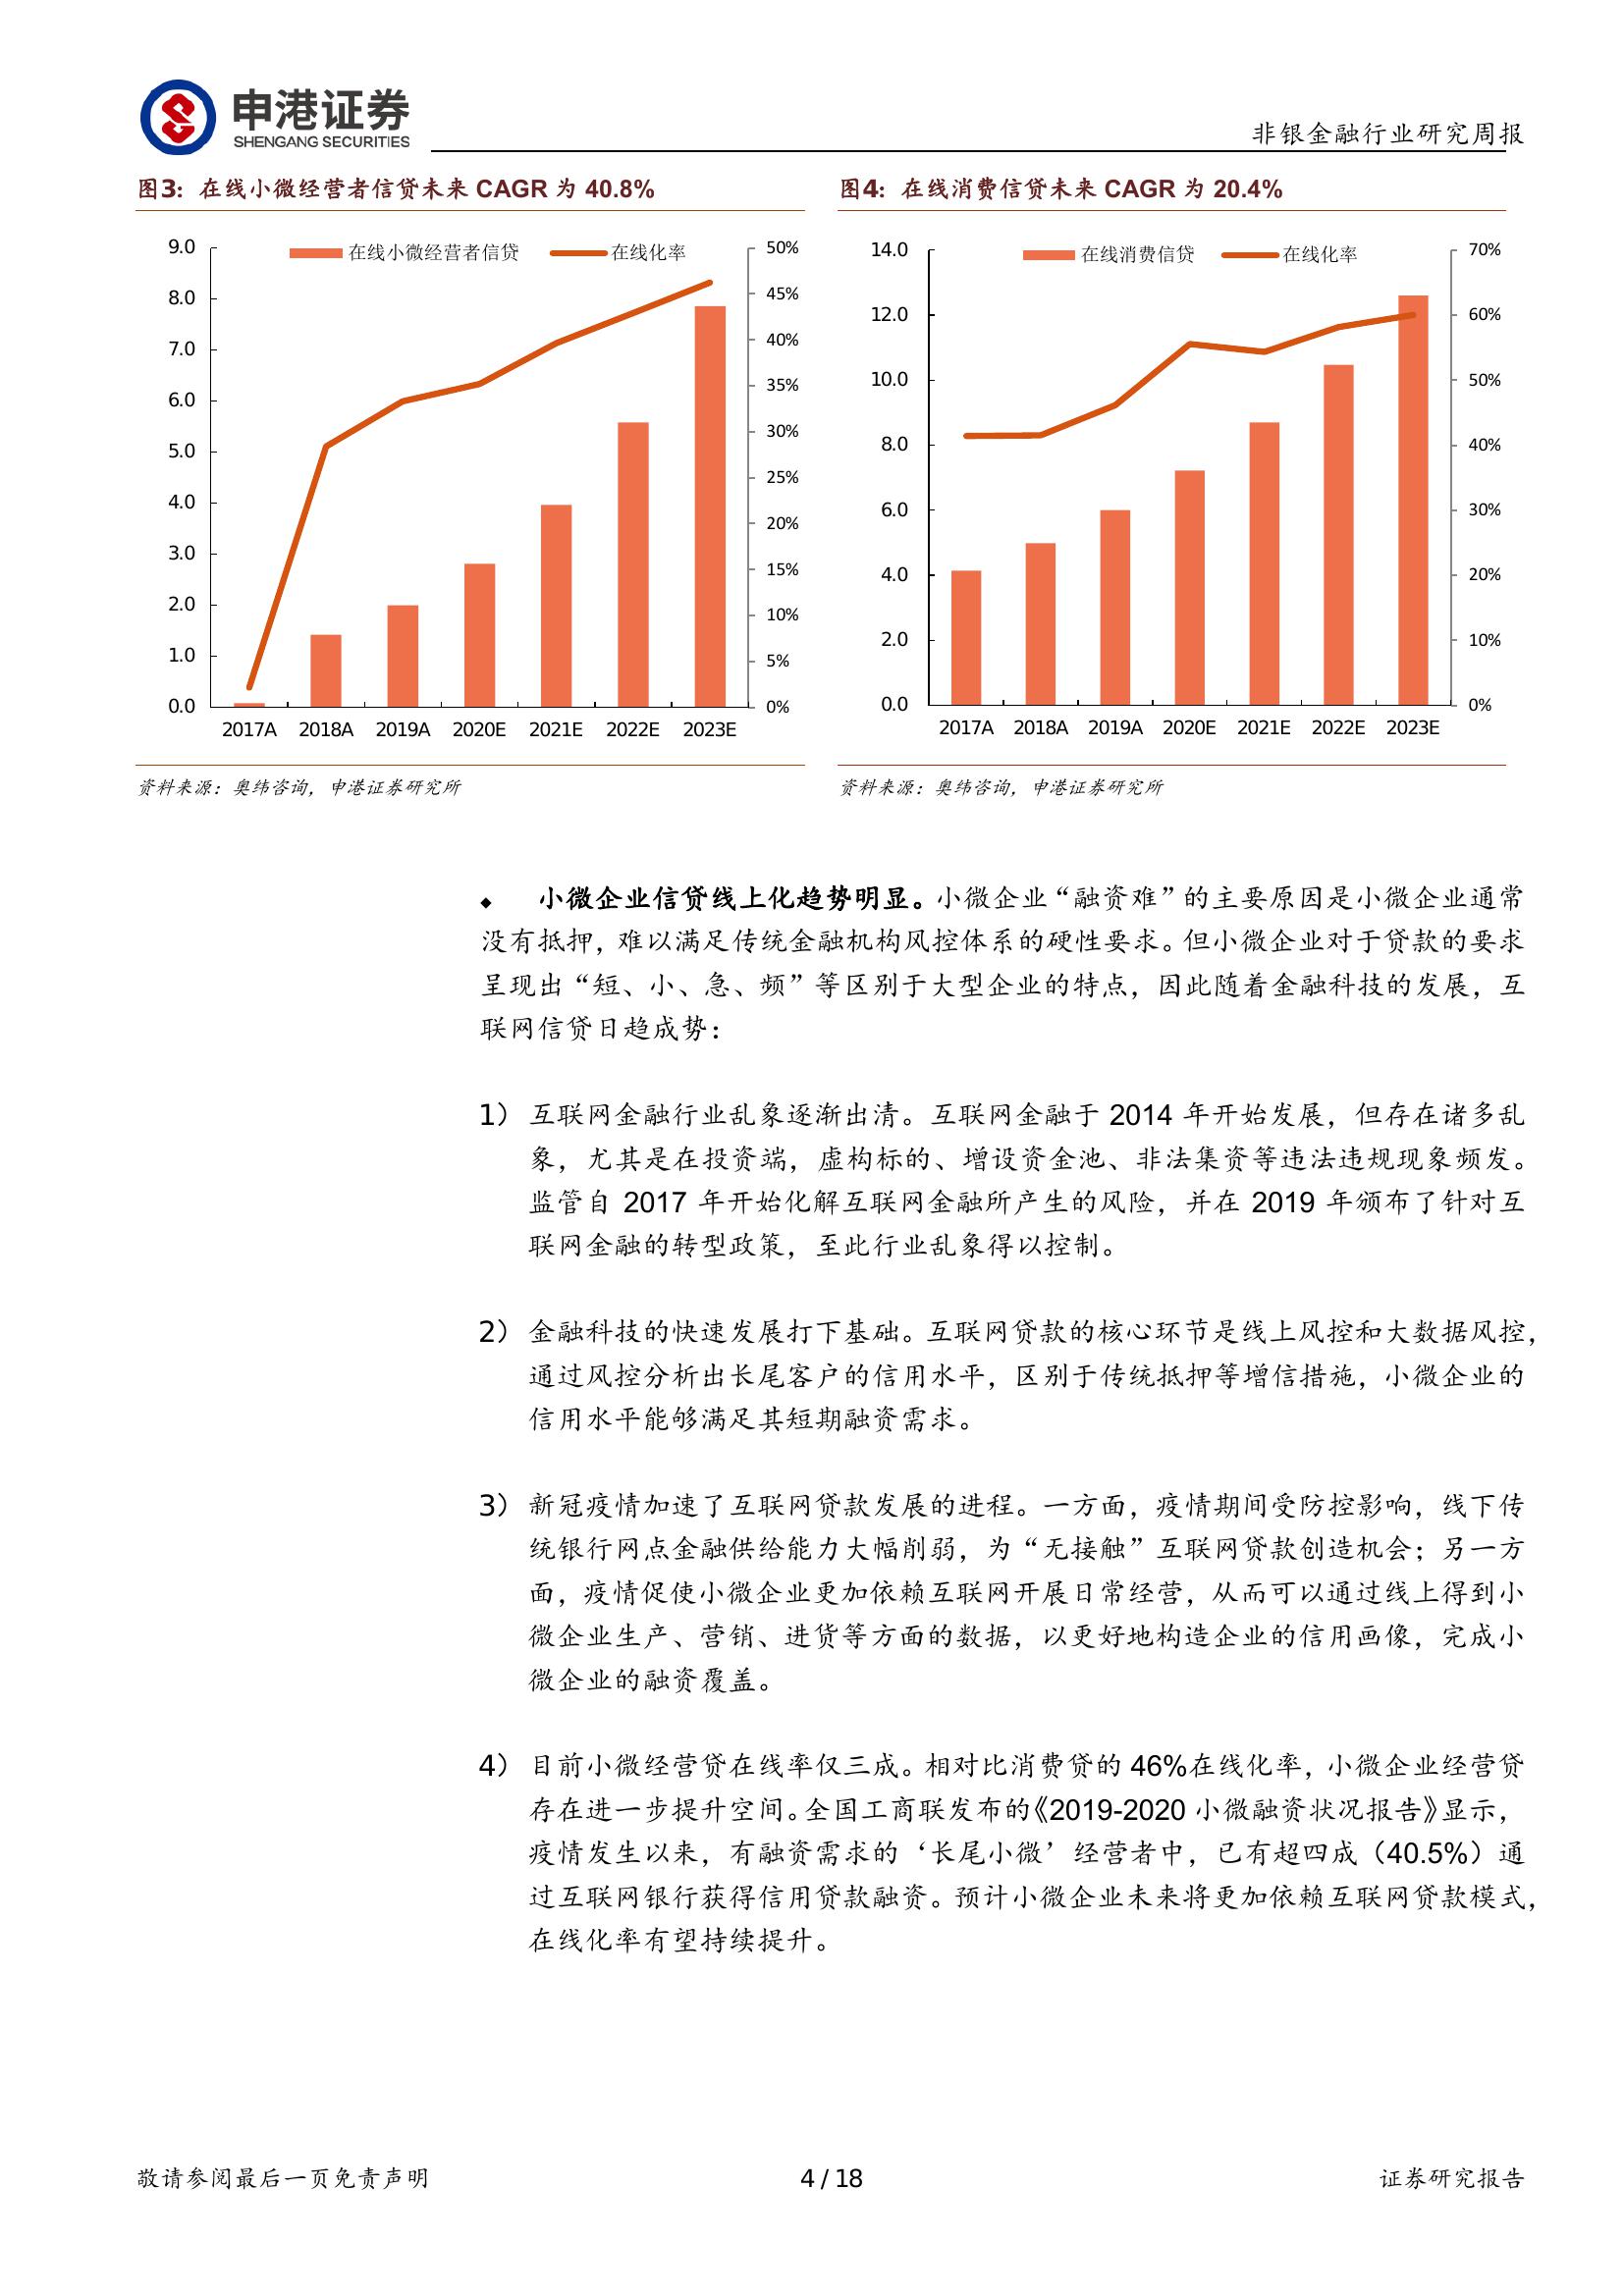 申港证券
SHENGANG SECURITIES
非银金融行业研究周报
图3：在线小微经营者信贷未来 CAGR 为 40.8%
9.0
8.0
7.0
6.0
5.0
4.0
3.0
2.0
1.0
0.0
在线小微经营者信贷
在线化率
50%
45%
40%
35%
30%
25%
20%
15%
10%
5%
0%
2017A 2018A 2019A 2020E 2021E 2022E 2023E
资料来源：奥纬咨询，申港证券研究所
图4：在线消费信贷未来 CAGR 为 20.4%
14.0
12.0
10.0
8.0
6.0
4.0
2.0
0.0
在线消费信贷
在线化率
70%
60%
50%
40%
30%
20%
10%
0%
2017A 2018A 2019A 2020E 2021E 2022E 2023E
资料来源：奥纬咨询，申港证券研究所
◆ 小微企业信贷线上化趋势明显。小微企业“融资难”的主要原因是小微企业通常
没有抵押，难以满足传统金融机构风控体系的硬性要求。但小微企业对于贷款的要求
呈现出“短、小、急、频”等区别于大型企业的特点，因此随着金融科技的发展，互
联网信贷日趋成势：
1） 互联网金融行业乱象逐渐出清。互联网金融于 2014 年开始发展，但存在诸多乱
象，尤其是在投资端，虚构标的、增设资金池、非法集资等违法违规现象频发。
监管自 2017 年开始化解互联网金融所产生的风险，并在 2019 年颁布了针对互
联网金融的转型政策，至此行业乱象得以控制。
2） 金融科技的快速发展打下基础。互联网贷款的核心环节是线上风控和大数据风控，
通过风控分析出长尾客户的信用水平，区别于传统抵押等增信措施，小微企业的
信用水平能够满足其短期融资需求。
3） 新冠疫情加速了互联网贷款发展的进程。一方面，疫情期间受防控影响，线下传
统银行网点金融供给能力大幅削弱，为“无接触”互联网贷款创造机会；另一方
面，疫情促使小微企业更加依赖互联网开展日常经营，从而可以通过线上得到小
微企业生产、营销、进货等方面的数据，以更好地构造企业的信用画像，完成小
微企业的融资覆盖。
4） 目前小微经营贷在线率仅三成。相对比消费贷的 46%在线化率，小微企业经营贷
存在进一步提升空间。全国工商联发布的《2019-2020 小微融资状况报告》显示，
疫情发生以来，有融资需求的‘长尾小微’经营者中，已有超四成（40.5%）通
过互联网银行获得信用贷款融资。预计小微企业未来将更加依赖互联网贷款模式，
在线化率有望持续提升。
敬请参阅最后一页免责声明
4 / 18
证券研究报告